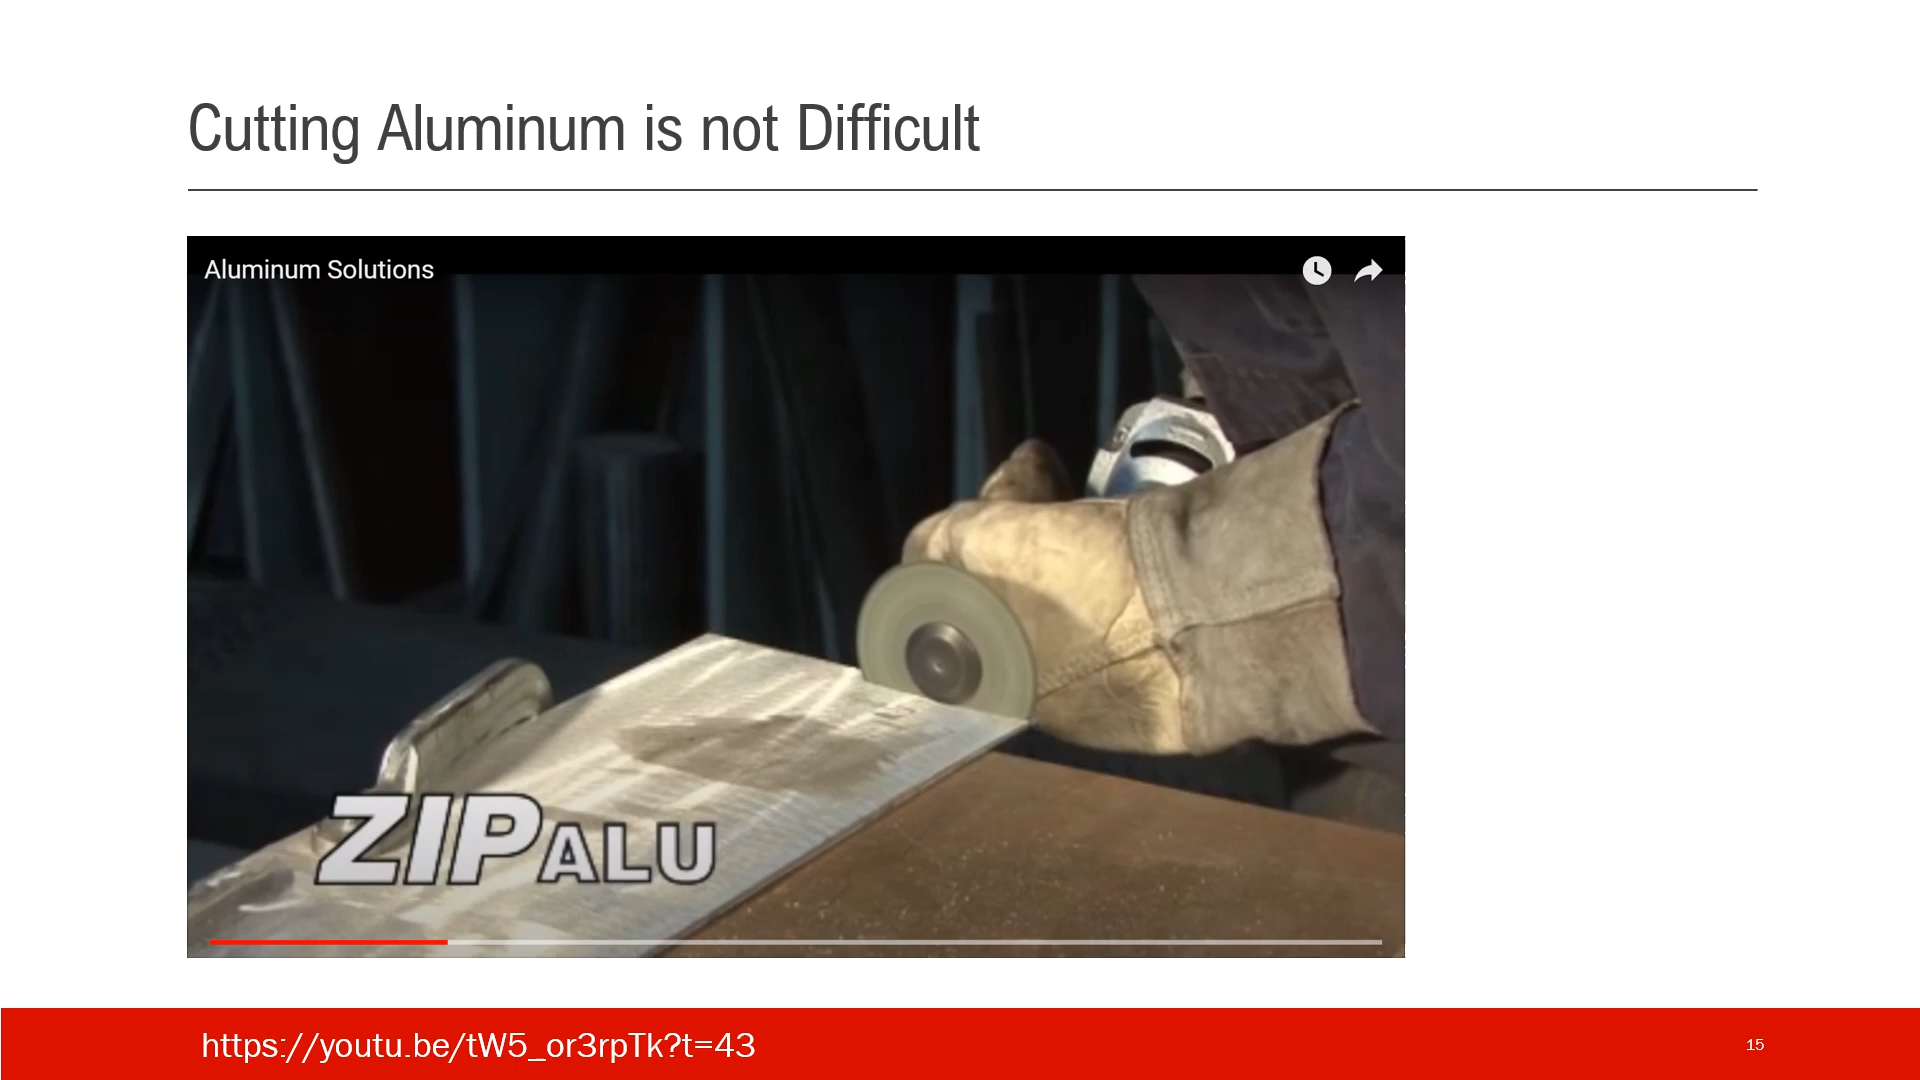 Cutting Aluminum is not Difficult
Aluminum Solutions
ZIPALU
https://youtu.be/tW5_or3rpTk?t=43
15